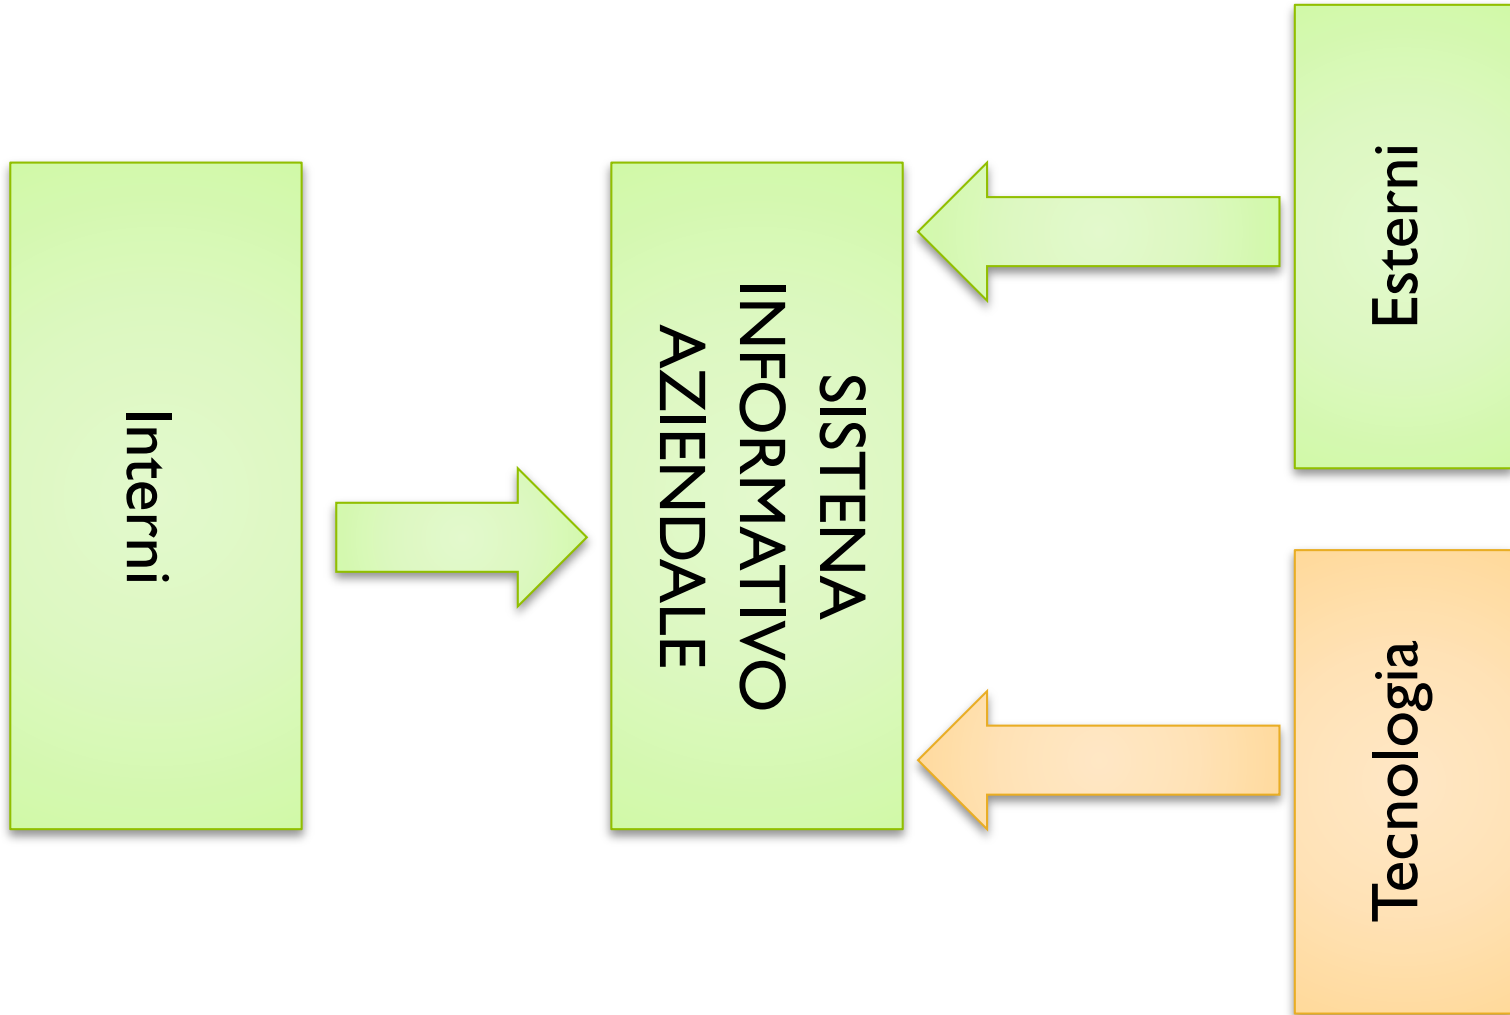 Interni
SISTENA
INFORMATIVO
AZIENDALE
Esterni
Tecnologia